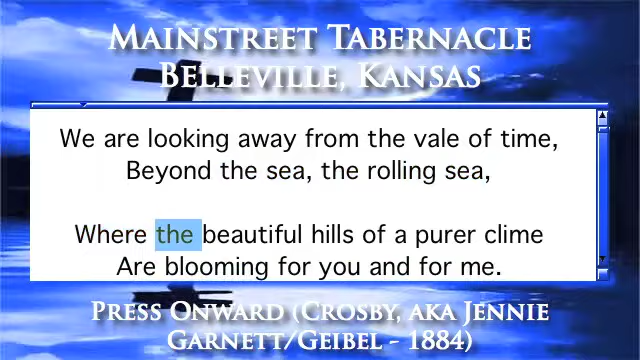 Mainstreet Tabernacle
Belleville, Kansas
We are looking away from the vale of time,
Beyond the sea, the rolling sea,
Where the beautiful hills of a purer clime
Are blooming for you and for me.
Press Onward (Crosby, aka Jennie
Garnett/Geibel - 1884)